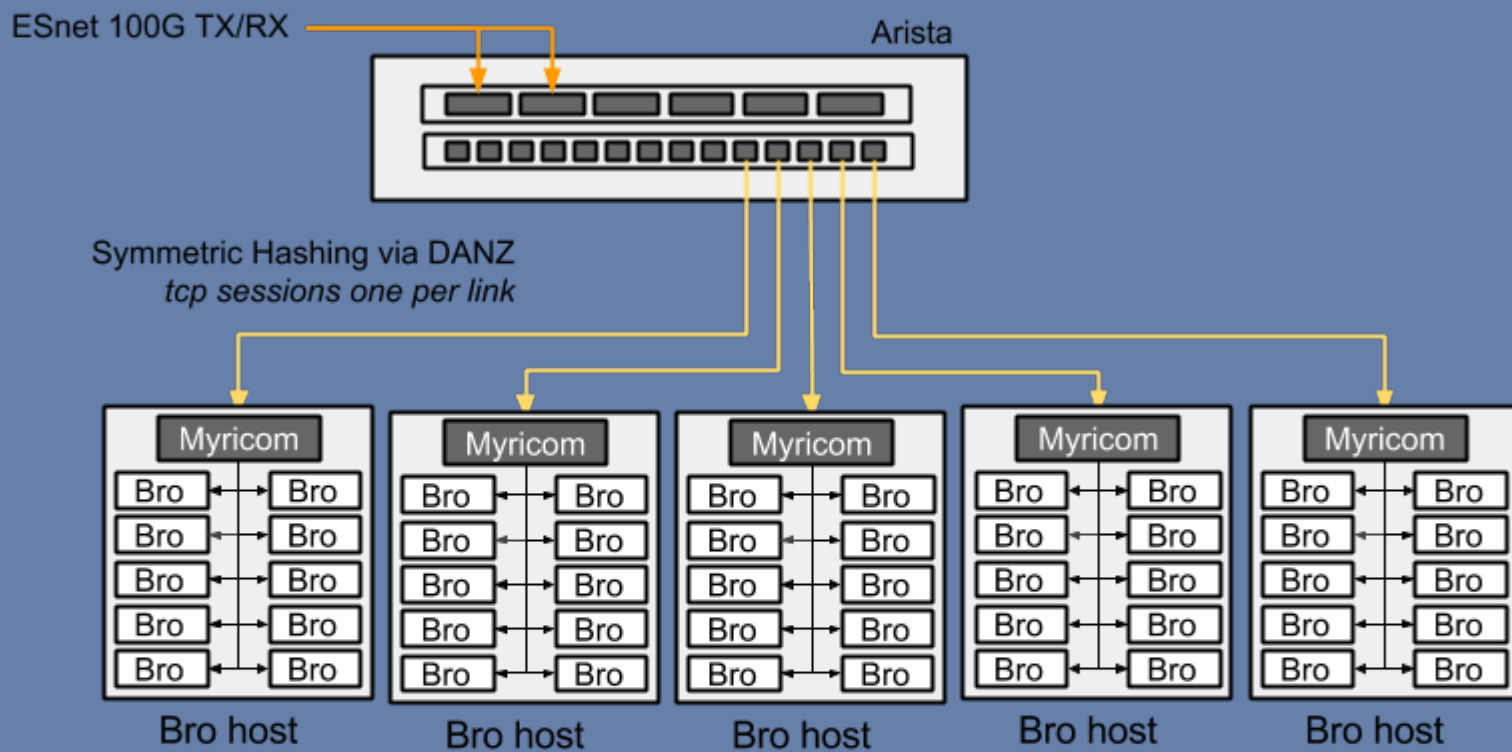 ESnet 100G TX/RX
Arista
Symmetric Hashing via DANZ
tcp sessions one per link
Myricom
Bro Bro
Bro Bro
Bro Bro
Bro Bro
Bro Bro
Bro host
Myricom
Bro Bro
Bro Bro
Bro Bro
Bro Bro
Bro Bro
Bro host
Myricom
Bro Bro
Bro Bro
Bro Bro
Bro Bro
Bro Bro
Bro host
Myricom
Bro Bro
Bro Bro
Bro Bro
Bro Bro
Bro Bro
Bro host
Myricom
Bro Bro
Bro Bro
Bro Bro
Bro Bro
Bro Bro
Bro host